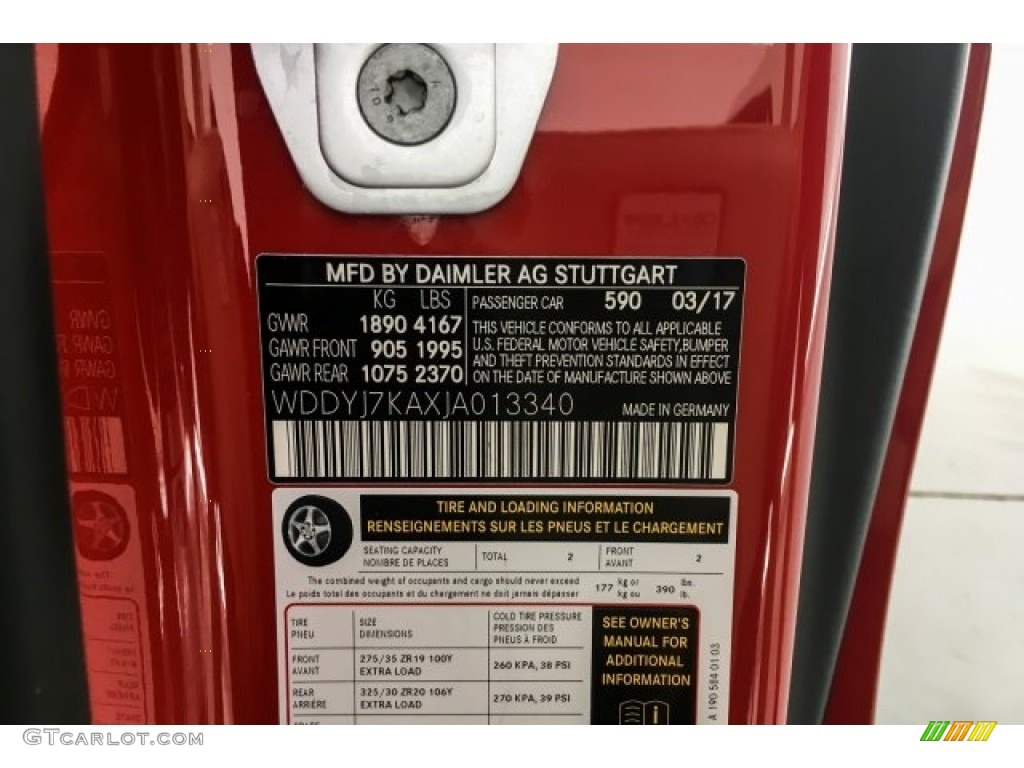 MFD BY DAIMLER AG STUTTGART
KG LBS
GVWR 1890 4167
GAWR FRONT 905 1995
GAWR REAR 1075 2370
PASSENGER CAR 590 03/17
THIS VEHICLE CONFORMS TO ALL APPLICABLE
U.S. FEDERAL MOTOR VEHICLE SAFETY,BUMPER
AND THEFT PREVENTION STANDARDS IN EFFECT
ON THE DATE OF MANUFACTURE SHOWN ABOVE
WDDYJ7KAXJA013340 MADE IN GERMANY
TIRE AND LOADING INFORMATION
RENSEIGNEMENTS SUR LES PNEUS ET LE CHARGEMENT
SEATING CAPACITY
NOMBRE DE PLACES
TOTAL 2
FRONT
AVANT
2
The combined weight of occupants and cargo should never exceed
Le poids total des occupants et du chargement ne doit jamais dépasser
177 kg or
kg ou
390 lbs.
lb.
TIRE
PNEU
SIZE
DIMENSIONS
COLD TIRE PRESSURE
PRESSION DES
PNEUS À FROID
FRONT
AVANT
275/35 ZR19 100Y
EXTRA LOAD
260 KPA, 38 PSI
REAR
ARRIÈRE
325/30 ZR20 106Y
EXTRA LOAD
270 KPA, 39 PSI
SEE OWNER'S
MANUAL FOR
ADDITIONAL
INFORMATION
A 190 584 01 03
GTCarLot.com